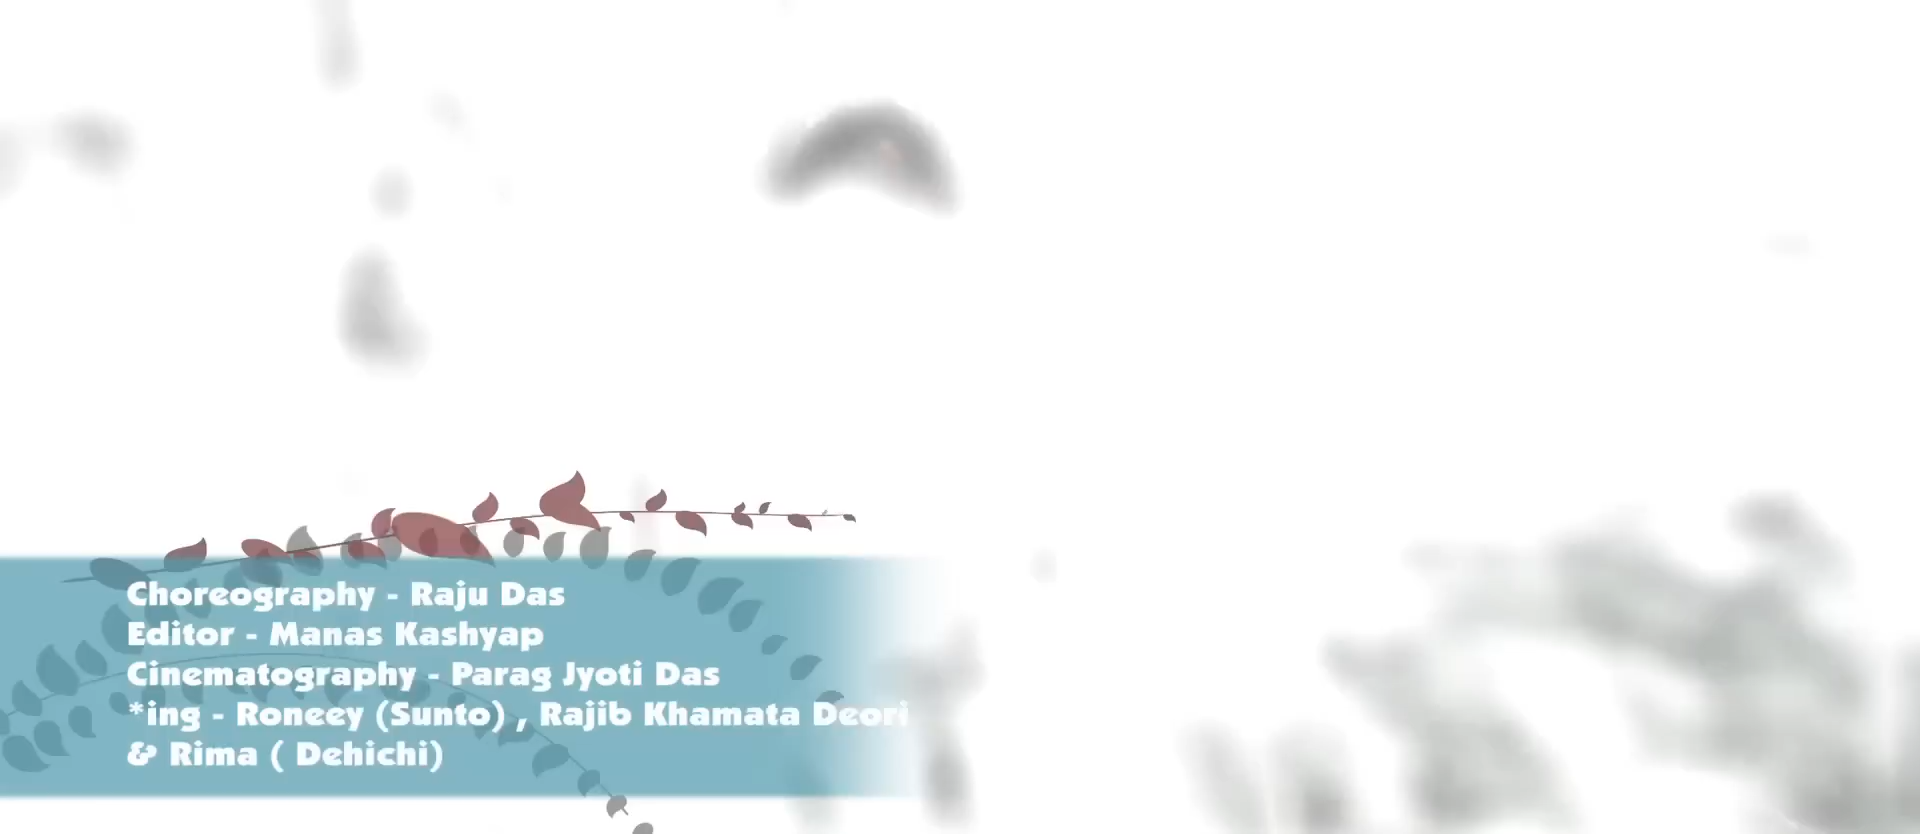 Choreography - Raju Das
Editor - Manas Kashyap
Cinematography - Parag Jyoti Das
*ing - Roneey (Sunto) , Rajib Khamata Deori
& Rima ( Dehichi)